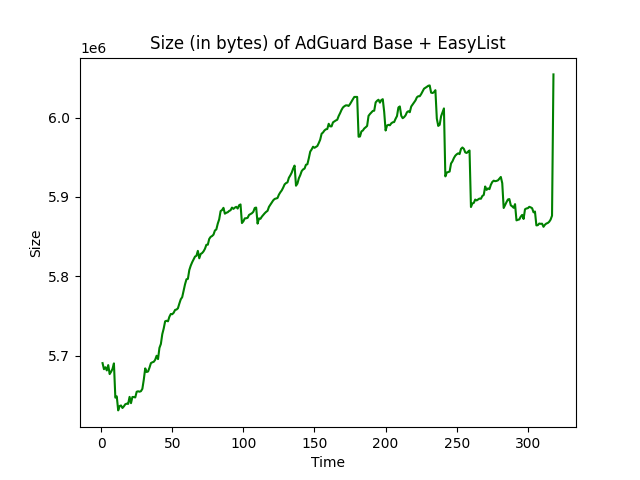 Size (in bytes) of AdGuard Base + EasyList
1e6
6.0
5.9
5.8
5.7
Size
0 50 100 150 200 250 300
Time